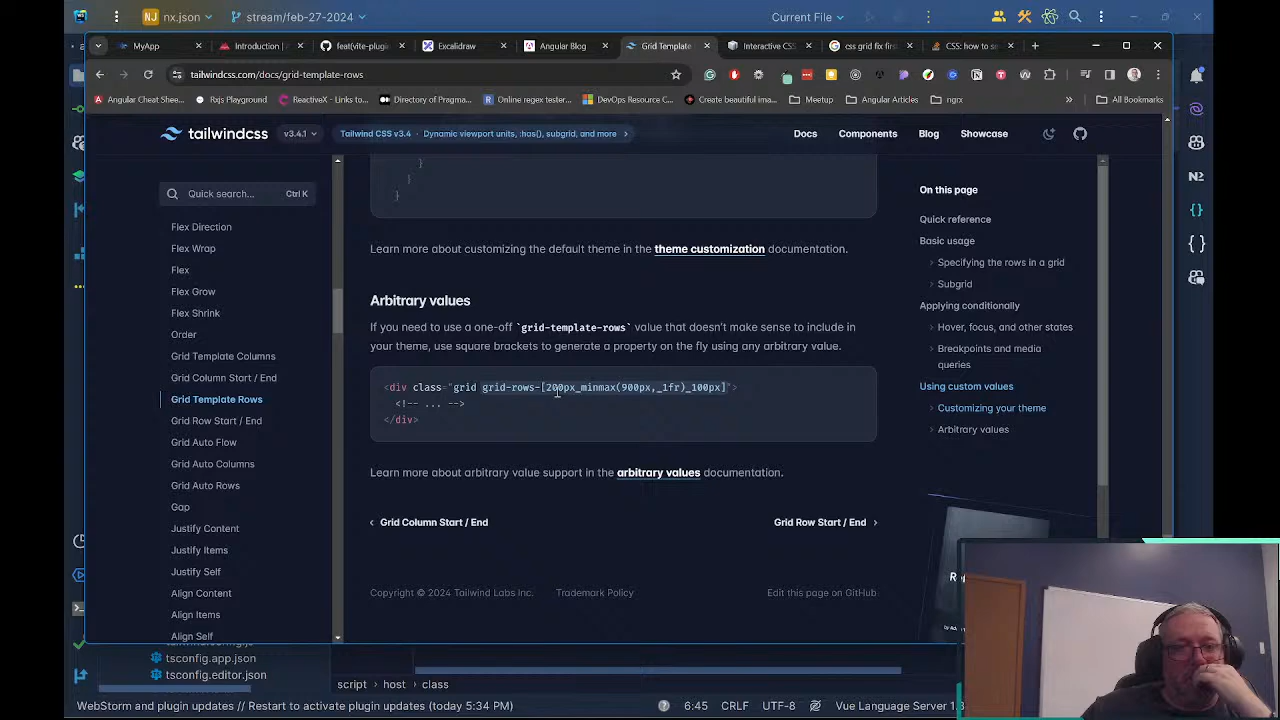 nx.json
stream/feb-27-2024
Current File
MyApp
Introduction |
feat(vite-plugin
Excalidraw
Angular Blog
Grid Template
Interactive CSS
css grid fix firs
CSS: how to se
tailwindcss.com/docs/grid-template-rows
Angular Cheat Shee...
Rxjs Playground
ReactiveX - Links to...
Directory of Pragma...
Online regex tester...
DevOps Resource C...
Create beautiful ima...
Meetup
Angular Articles
ngrx
All Bookmarks
tailwindcss
v3.4.1
Tailwind CSS v3.4 · Dynamic viewport units, :has(), subgrid, and more
Docs
Components
Blog
Showcase
Quick search...
Ctrl K
Flex Direction
Flex Wrap
Flex
Flex Grow
Flex Shrink
Order
Grid Template Columns
Grid Column Start / End
Grid Template Rows
Grid Row Start / End
Grid Auto Flow
Grid Auto Columns
Grid Auto Rows
Gap
Justify Content
Justify Items
Justify Self
Align Content
Align Items
Align Self
}
}
}
Learn more about customizing the default theme in the theme customization documentation.
Arbitrary values
If you need to use a one-off `grid-template-rows` value that doesn't make sense to include in
your theme, use square brackets to generate a property on the fly using any arbitrary value.
<div class="grid grid-rows-[200px_minmax(900px,_1fr)_100px]">
<!-- ... -->
</div>
Learn more about arbitrary value support in the arbitrary values documentation.
Grid Column Start / End
Grid Row Start / End
Copyright © 2024 Tailwind Labs Inc.
Trademark Policy
Edit this page on GitHub
On this page
Quick reference
Basic usage
Specifying the rows in a grid
Subgrid
Applying conditionally
Hover, focus, and other states
Breakpoints and media
queries
Using custom values
Customizing your theme
Arbitrary values
tsconfig.app.json
tsconfig.editor.json
script
host
class
WebStorm and plugin updates // Restart to activate plugin updates (today 5:34 PM)
6:45
CRLF
UTF-8
Vue Language Server 1.8